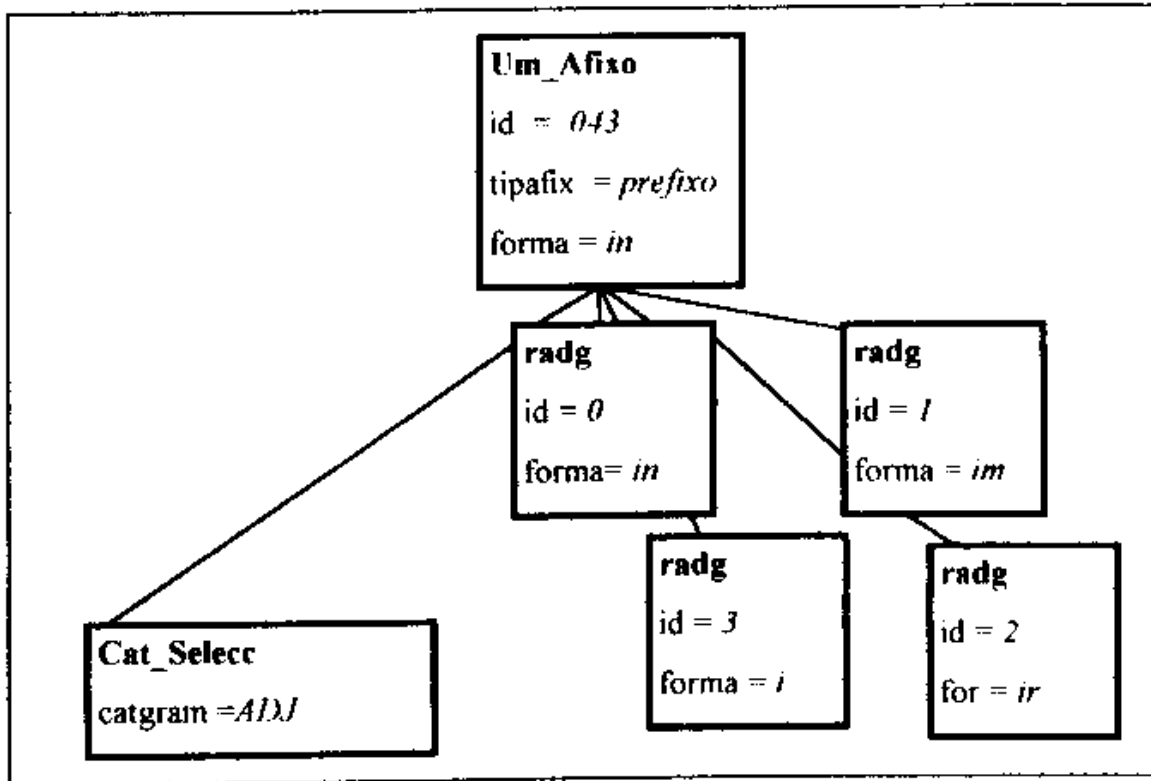 Um_Afixo
id = 043
tipafix = prefixo
forma = in
radg
id = 0
forma= in
radg
id = 1
forma = im
radg
id = 3
forma = i
radg
id = 2
for = ir
Cat_Selecc
catgram =ADJ